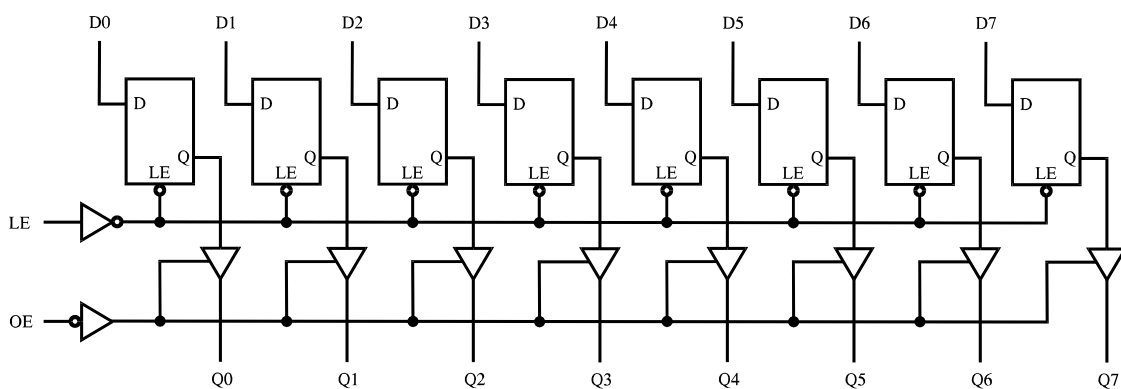 D0 D1 D2 D3 D4 D5 D6 D7
D D D D D D D D
Q Q Q Q Q Q Q Q
LE LE LE LE LE LE LE LE
LE
OE
Q0 Q1 Q2 Q3 Q4 Q5 Q6 Q7